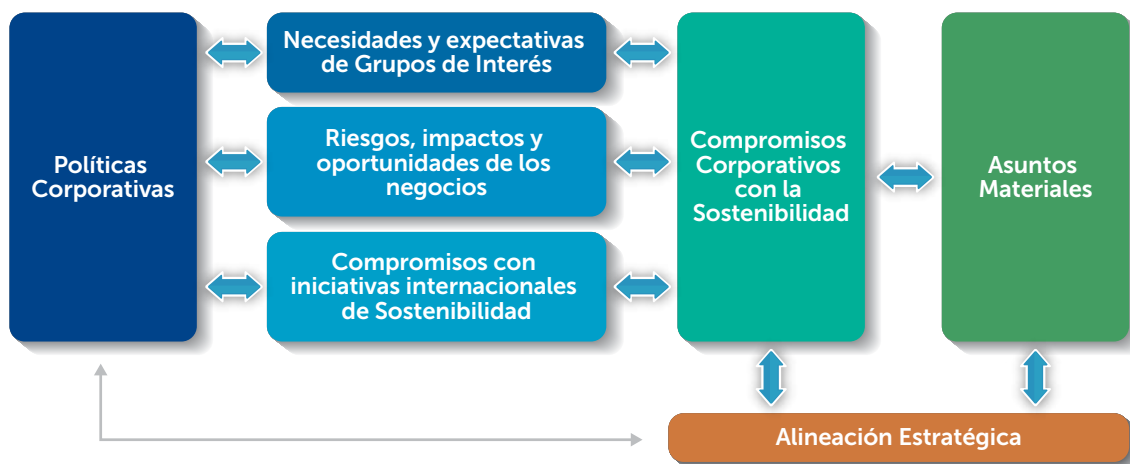 Políticas
Corporativas
Necesidades y expectativas
de Grupos de Interés
Riesgos, impactos y
oportunidades de los
negocios
Compromisos con
iniciativas internacionales
de Sostenibilidad
Compromisos
Corporativos
con la
Sostenibilidad
Asuntos
Materiales
Alineación Estratégica